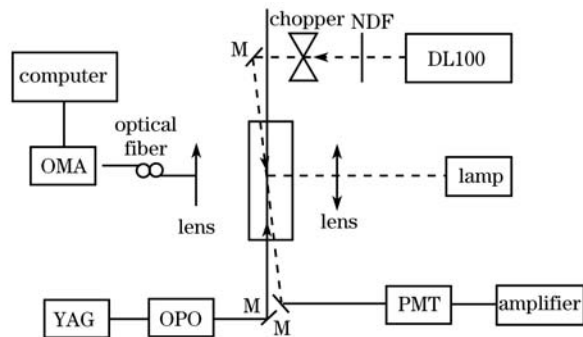 chopper
NDF
M
DL100
computer
optical
fiber
OMA
lamp
lens
lens
M
YAG
OPO
M
PMT
amplifier